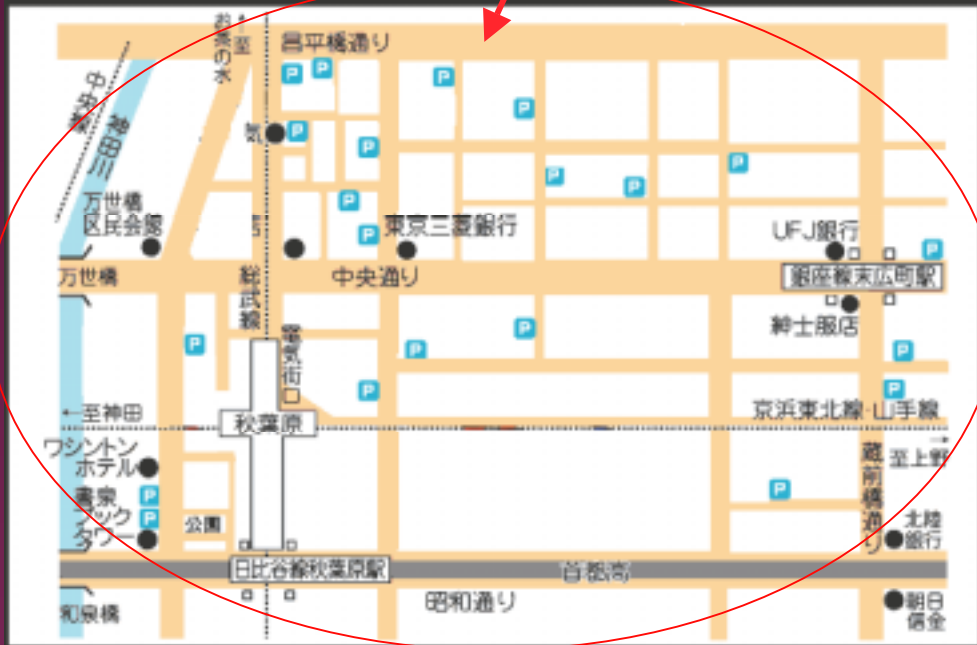 ←至
お茶の水
昌平橋通り
P
P
P
P
中央線
神田川
気
P
P
P
P
P
万世橋
区民会館
P
P
東京三菱銀行
UFJ銀行
P
万世橋
総武線
中央通り
銀座線末広町駅
紳士服店
P
電気街
P
P
P
P
P
←至神田
秋葉原
京浜東北線·山手線
→
至上野
ワシントン
ホテル
蔵前橋通り
書泉
ブック
タワー
P
P
公園
P
北陸
銀行
日比谷線秋葉原駅
首都高
昭和通り
和泉橋
朝日
信金